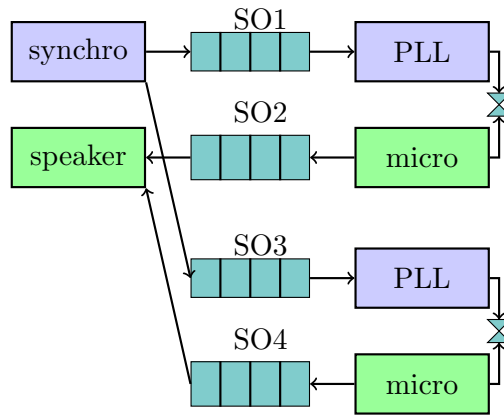 SO1
synchro
PLL
SO2
speaker
micro
SO3
PLL
SO4
micro